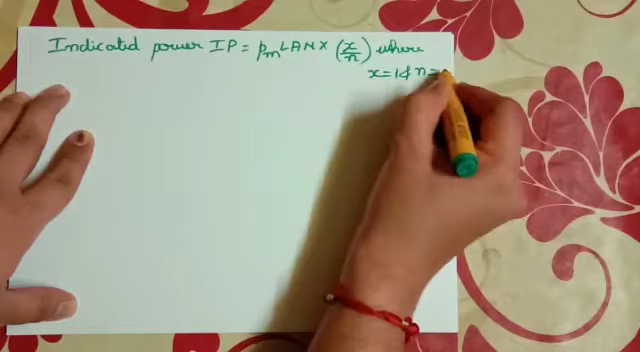 Indicated power IP = PmLANX (x/n) where
x=1 & n=